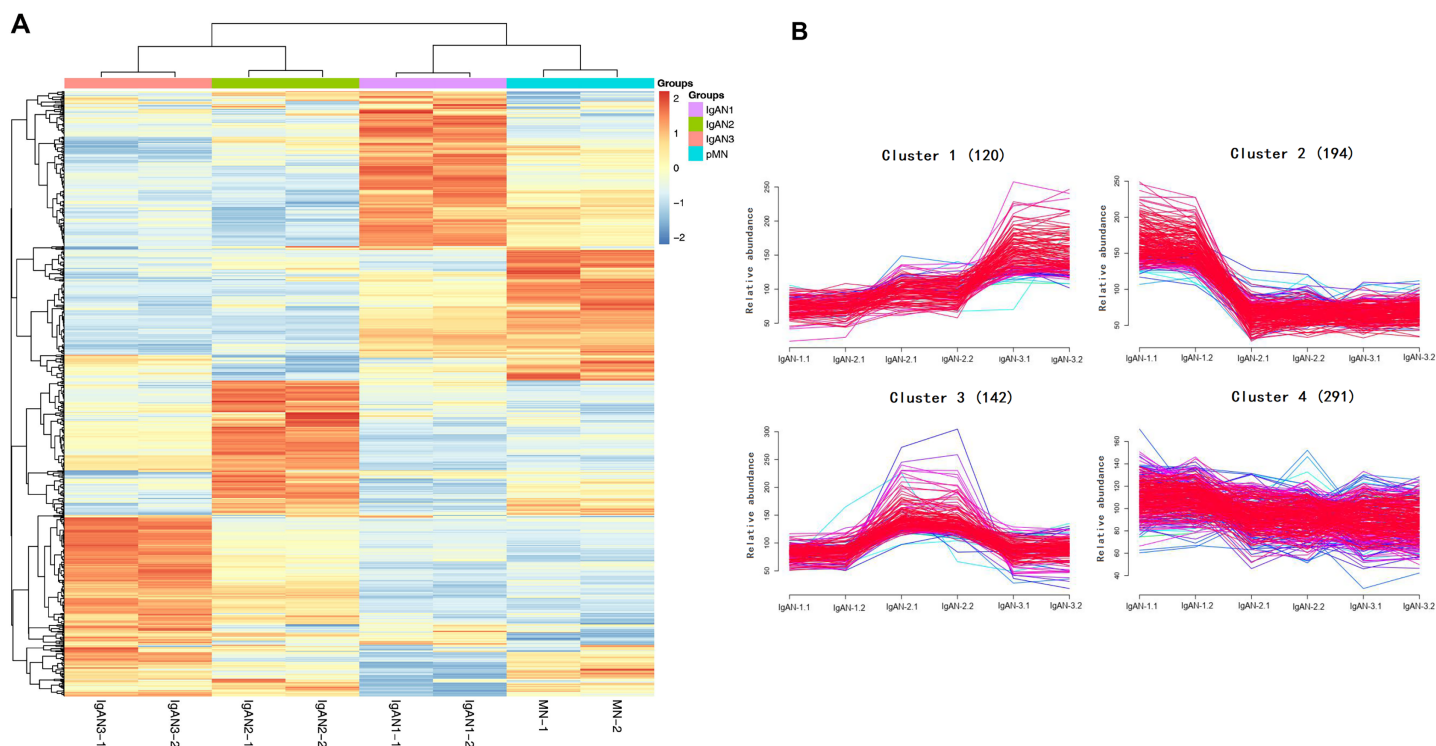 A
B
Groups
Groups
IgAN1
IgAN2
IgAN3
pMN
2
1
0
−1
−2
IgAN3−1
IgAN3−2
IgAN2−1
IgAN2−2
IgAN1−1
IgAN1−2
MN−1
MN−2
Cluster 1 (120)
Relative abundance
250
200
150
100
50
IgAN-1.1
IgAN-2.1
IgAN-2.1
IgAN-2.2
IgAN-3.1
IgAN-3.2
Cluster 2 (194)
Relative abundance
250
200
150
100
50
IgAN-1.1
IgAN-1.2
IgAN-2.1
IgAN-2.2
IgAN-3.1
IgAN-3.2
Cluster 3 (142)
Relative abundance
300
250
200
150
100
50
IgAN-1.1
IgAN-1.2
IgAN-2.1
IgAN-2.2
IgAN-3.1
IgAN-3.2
Cluster 4 (291)
Relative abundance
160
140
120
100
80
60
40
IgAN-1.1
IgAN-1.2
IgAN-2.1
IgAN-2.2
IgAN-3.1
IgAN-3.2